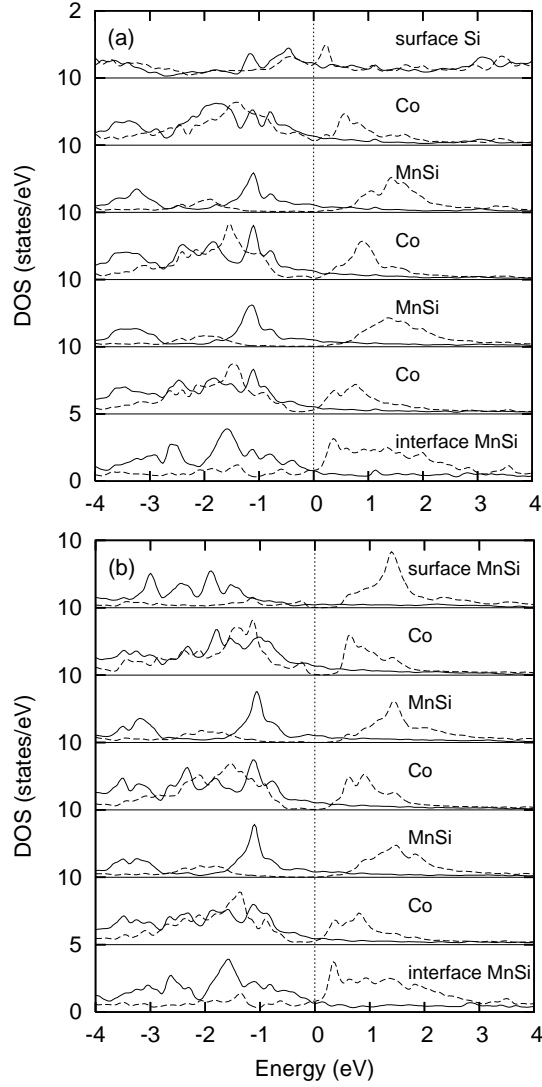 2
(a)
surface Si
10
Co
10
MnSi
10
Co
10
MnSi
10
Co
5
interface MnSi
0
-4 -3 -2 -1 0 1 2 3 4
DOS (states/eV)
10
(b)
surface MnSi
10
Co
10
MnSi
10
Co
10
MnSi
10
Co
5
interface MnSi
0
-4 -3 -2 -1 0 1 2 3 4
DOS (states/eV)
Energy (eV)